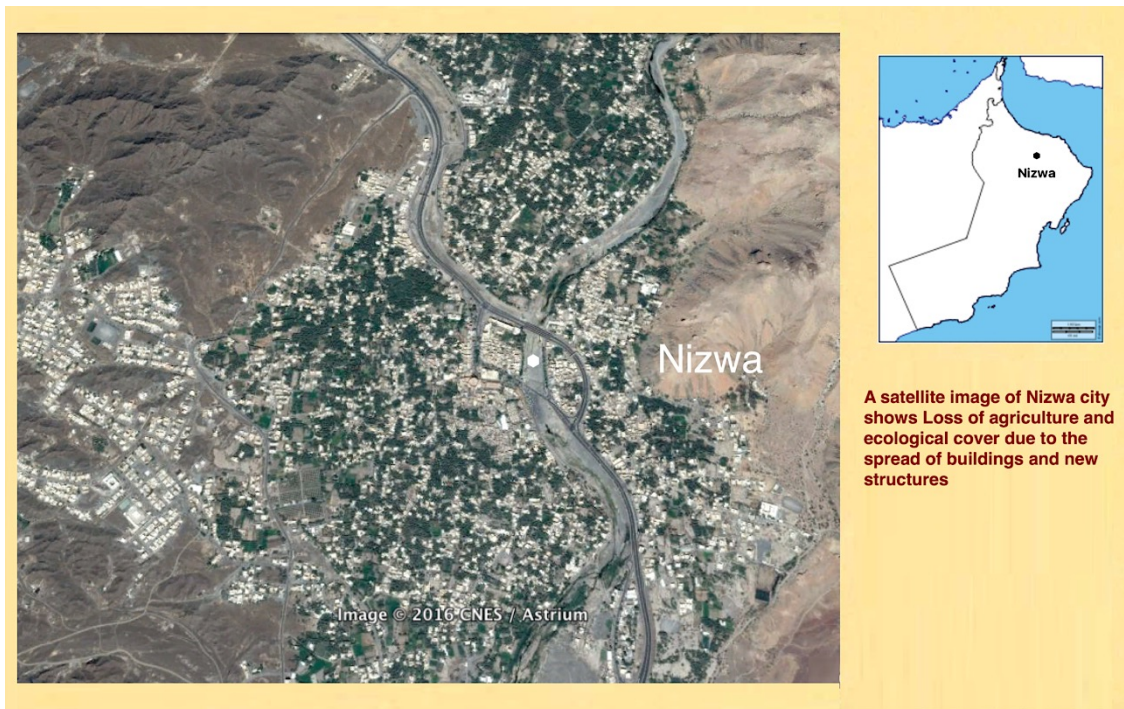 Nizwa
Image © 2016 CNES / Astrium
Nizwa
A satellite image of Nizwa city
shows Loss of agriculture and
ecological cover due to the
spread of buildings and new
structures